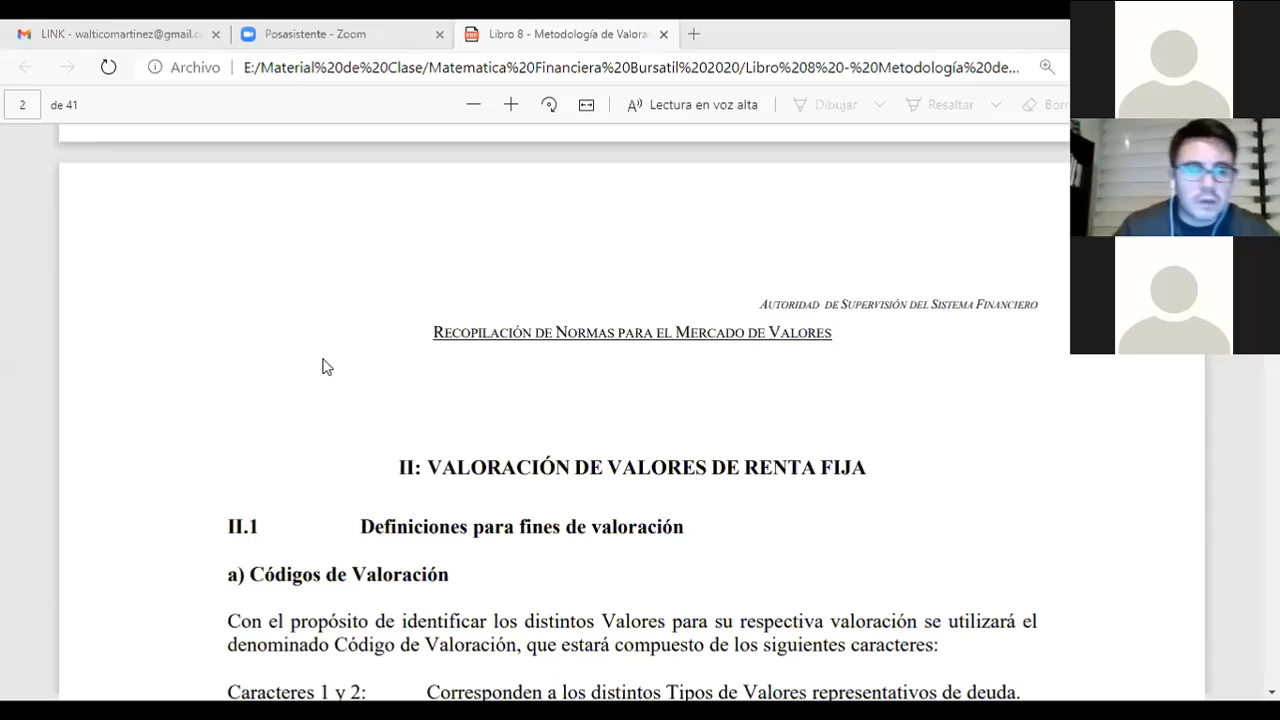 LINK - walticomartinez@gmail.c
Posasistente - Zoom
Libro 8 - Metodología de Valora
Archivo
E:/Material%20de%20Clase/Matematica%20Financiera%20Bursatil%202020/Libro%208%20-%20Metodología%20de...
2 de 41
Lectura en voz alta
Dibujar
Resaltar
Borr
AUTORIDAD DE SUPERVISIÓN DEL SISTEMA FINANCIERO
RECOPILACIÓN DE NORMAS PARA EL MERCADO DE VALORES
II: VALORACIÓN DE VALORES DE RENTA FIJA
II.1 Definiciones para fines de valoración
a) Códigos de Valoración
Con el propósito de identificar los distintos Valores para su respectiva valoración se utilizará el
denominado Código de Valoración, que estará compuesto de los siguientes caracteres:
Caracteres 1 y 2: Corresponden a los distintos Tipos de Valores representativos de deuda.